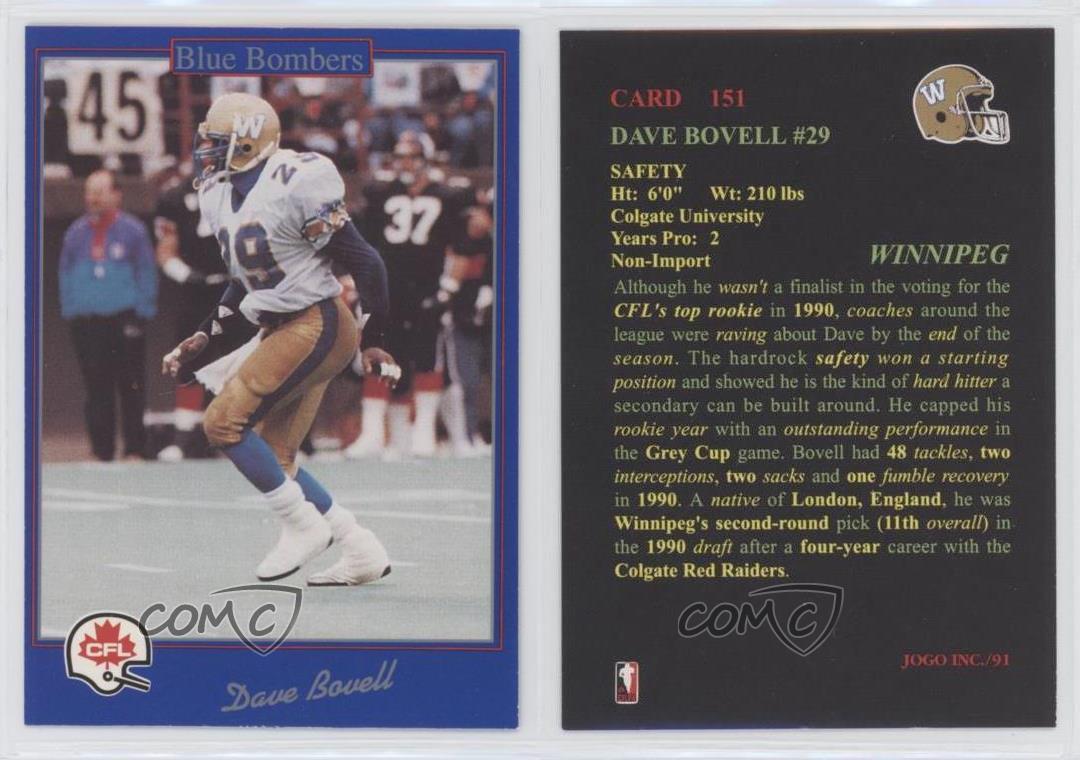 Blue Bombers
45
W
29
29
37
CFL
Dave Bovell
COMC
CARD 151
W
DAVE BOVELL #29
SAFETY
Ht: 6'0" Wt: 210 lbs
Colgate University
Years Pro: 2
Non-Import
WINNIPEG
Although he wasn't a finalist in the voting for the
CFL's top rookie in 1990, coaches around the
league were raving about Dave by the end of the
season. The hardrock safety won a starting
position and showed he is the kind of hard hitter a
secondary can be built around. He capped his
rookie year with an outstanding performance in
the Grey Cup game. Bovell had 48 tackles, two
interceptions, two sacks and one fumble recovery
in 1990. A native of London, England, he was
Winnipeg's second-round pick (11th overall) in
the 1990 draft after a four-year career with the
Colgate Red Raiders.
COMC
JOGO INC./91